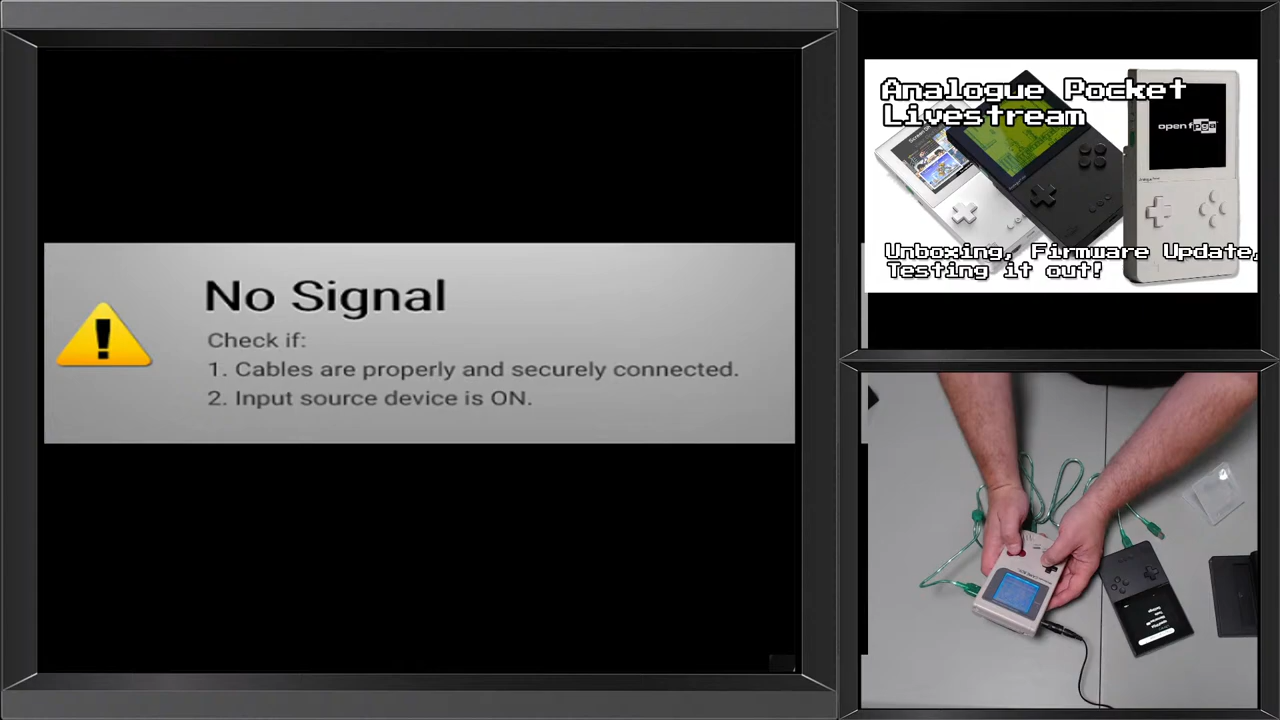 No Signal
Check if:
1. Cables are properly and securely connected.
2. Input source device is ON.
Analogue Pocket
Livestream
open fpga
Unboxing, Firmware Update,
Testing it out!